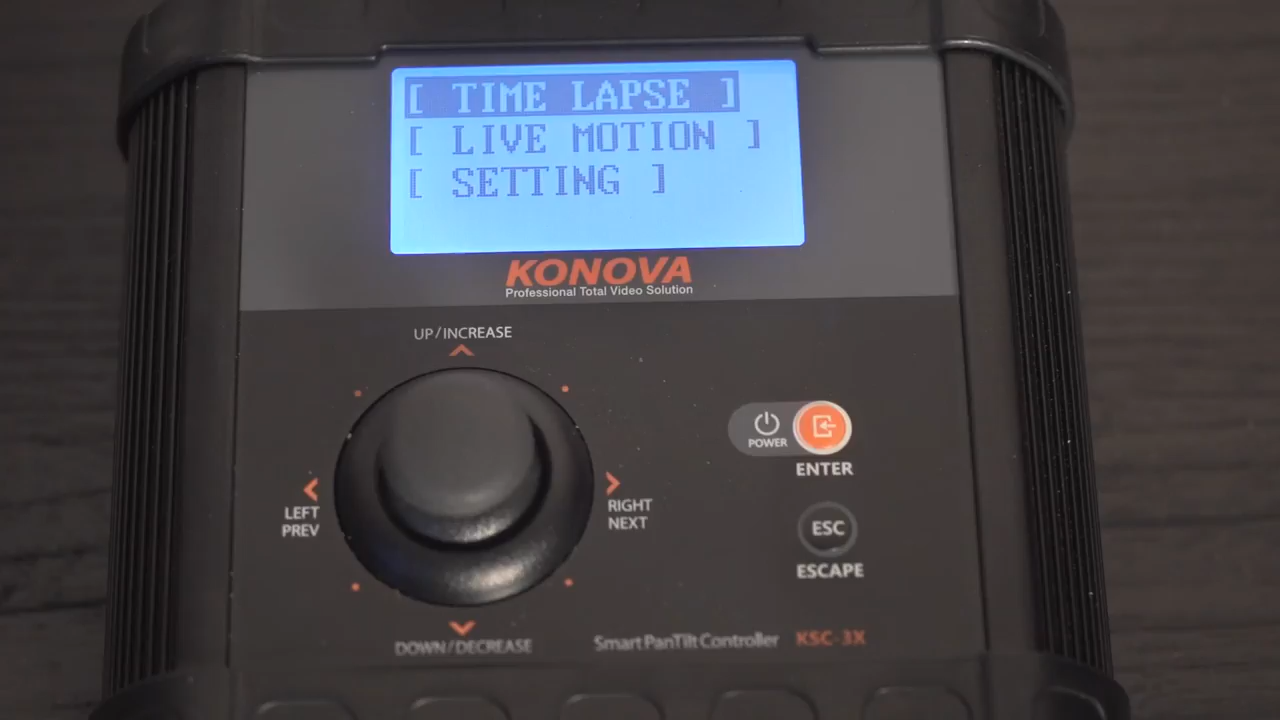 [ TIME LAPSE ]
[ LIVE MOTION ]
[ SETTING ]
KONOVA
Professional Total Video Solution
UP/INCREASE
LEFT
PREV
RIGHT
NEXT
POWER
ENTER
ESC
ESCAPE
DOWN/DECREASE
Smart PanTilt Controller KSC-3X